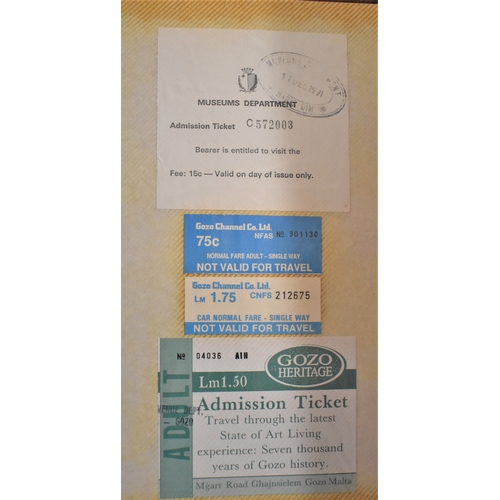 MUSEUMS DEPARTMENT
Admission Ticket C 572003
Bearer is entitled to visit the
Fee: 15c — Valid on day of issue only.
Gozo Channel Co. Ltd.
75c NFAS № 901130
NORMAL FARE ADULT - SINGLE WAY
NOT VALID FOR TRAVEL
Gozo Channel Co. Ltd.
LM 1.75 CNFS 212675
CAR NORMAL FARE - SINGLE WAY
NOT VALID FOR TRAVEL
№ 04036 A1N
GOZO
HERITAGE
ADULT
Lm1.50
Admission Ticket
GOZO
Travel through the latest
State of Art Living
experience: Seven thousand
years of Gozo history.
Mgarr Road Ghajnsielem Gozo Malta